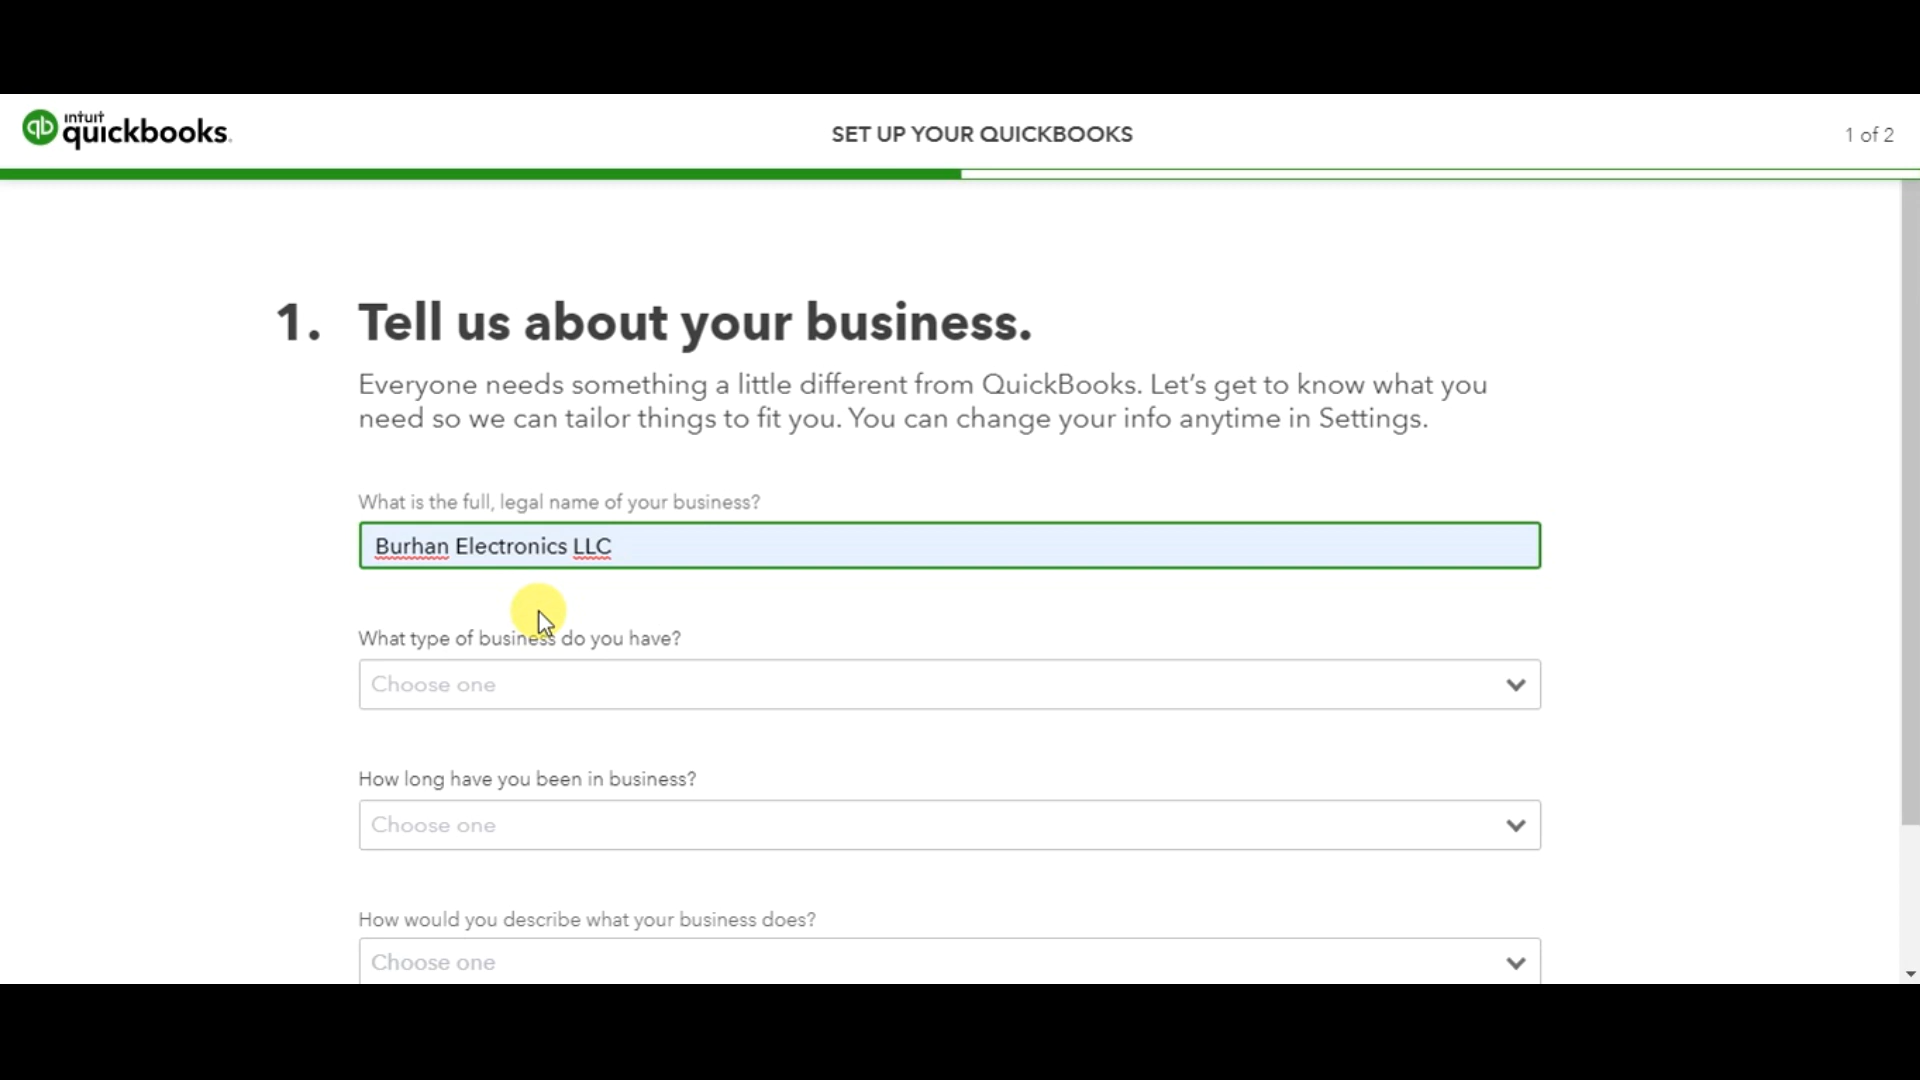 intuit
quickbooks.
SET UP YOUR QUICKBOOKS
1 of 2
1. Tell us about your business.
Everyone needs something a little different from QuickBooks. Let's get to know what you
need so we can tailor things to fit you. You can change your info anytime in Settings.
What is the full, legal name of your business?
Burhan Electronics LLC
What type of business do you have?
Choose one
How long have you been in business?
Choose one
How would you describe what your business does?
Choose one